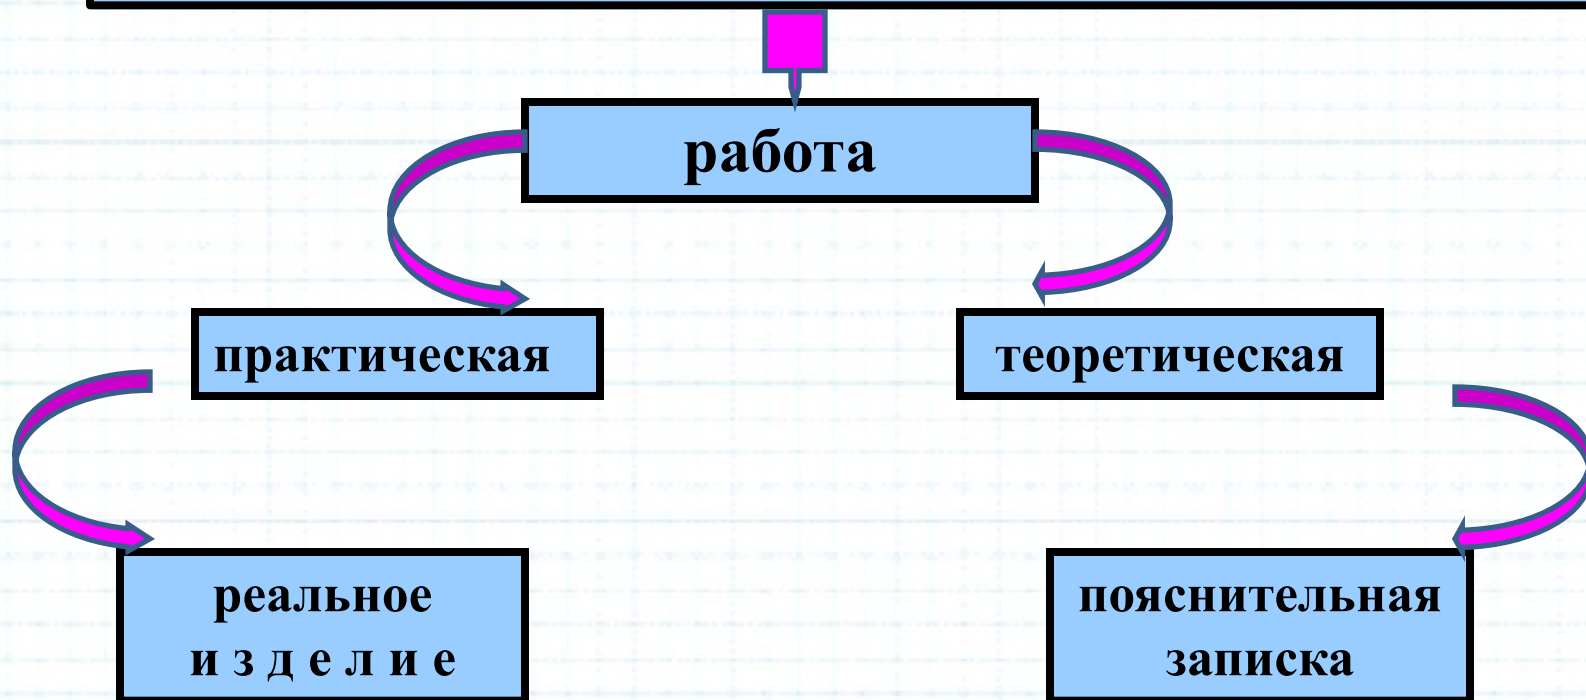 работа
практическая
теоретическая
реальное
и з д е л и е
пояснительная
записка